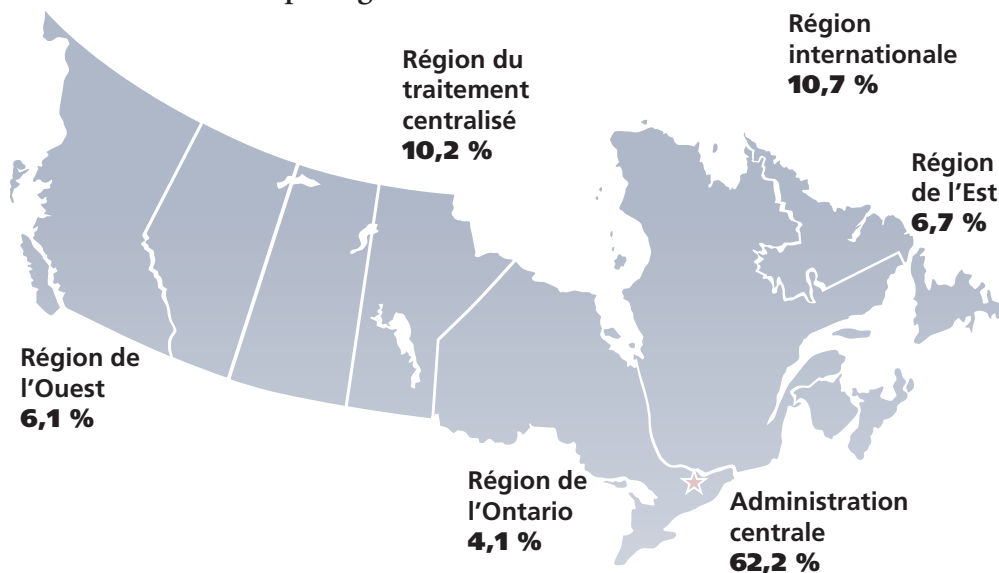 Région du
traitement
centralisé
10,2 %
Région
internationale
10,7 %
Région
de l'Est
6,7 %
Région de
l'Ouest
6,1 %
Région de
l'Ontario
4,1 %
Administration
centrale
62,2 %